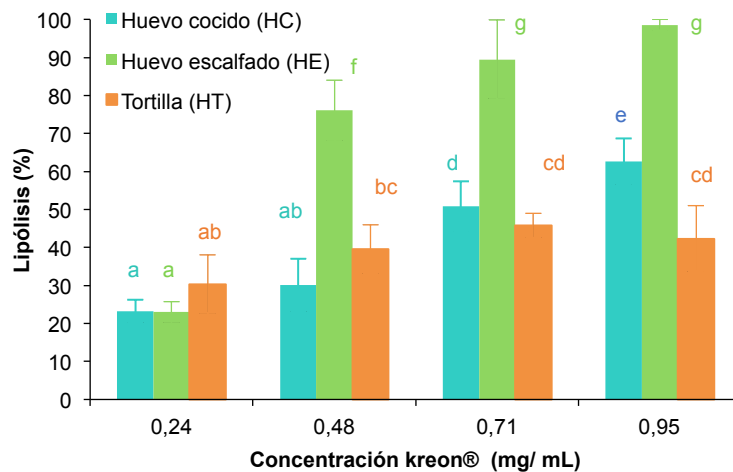 Huevo cocido (HC)
Huevo escalfado (HE)
Tortilla (HT)
Lipólisis (%)
100
90
80
70
60
50
40
30
20
10
0
a a ab
ab f bc
d g cd
e g cd
0,24 0,48 0,71 0,95
Concentración kreon® (mg/ mL)